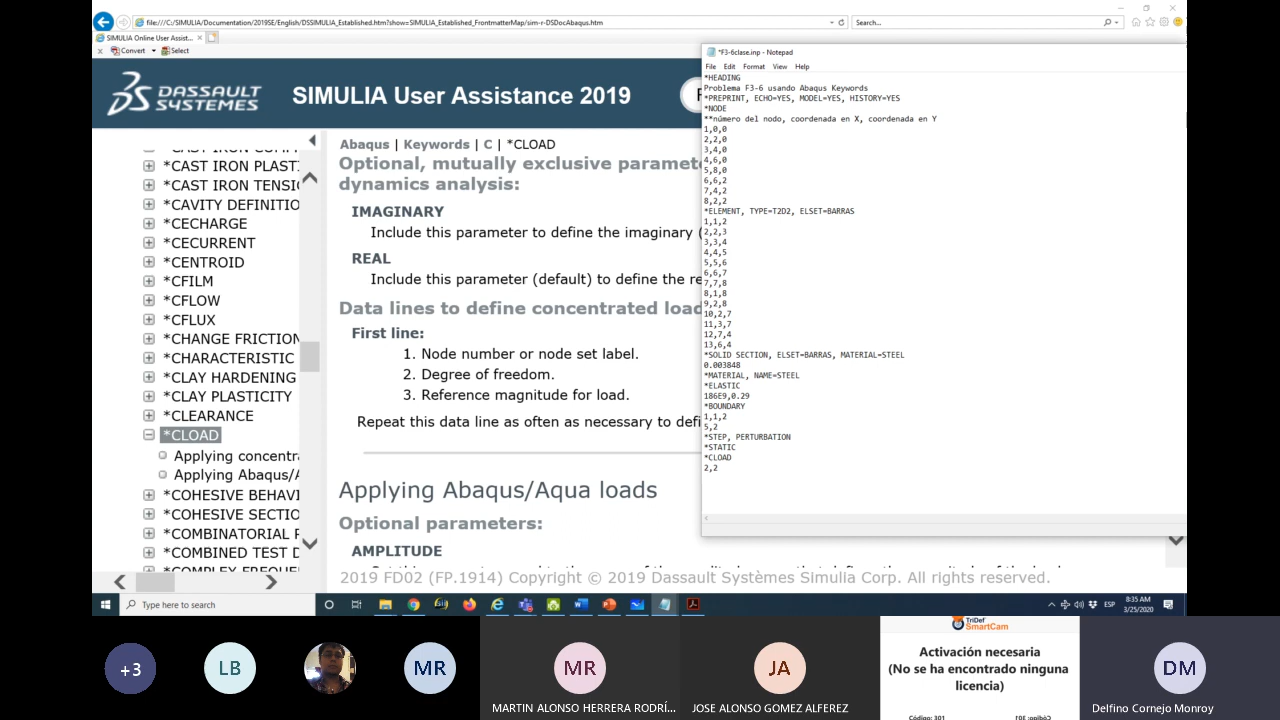 file:///C:/SIMULIA/Documentation/2019SE/English/DSSIMULIA_Established.htm?show=SIMULIA_Established_FrontmatterMap/sim-r-DSDocAbaqus.htm
Search...
SIMULIA Online User Assist...
Convert
Select
DASSAULT
SYSTEMES
SIMULIA User Assistance 2019
*CAST IRON PLASTI
*CAST IRON TENSI
*CAVITY DEFINITIO
*CECHARGE
*CECURRENT
*CENTROID
*CFILM
*CFLOW
*CFLUX
*CHANGE FRICTION
*CHARACTERISTIC
*CLAY HARDENING
*CLAY PLASTICITY
*CLEARANCE
*CLOAD
Applying concentra
Applying Abaqus/A
*COHESIVE BEHAVI
*COHESIVE SECTIO
*COMBINATORIAL
*COMBINED TEST D
*COMPLEX FREQUE
Abaqus | Keywords | C | *CLOAD
Optional, mutually exclusive paramet
dynamics analysis:
IMAGINARY
Include this parameter to define the imaginary (
REAL
Include this parameter (default) to define the re
Data lines to define concentrated load
First line:
1. Node number or node set label.
2. Degree of freedom.
3. Reference magnitude for load.
Repeat this data line as often as necessary to defi
Applying Abaqus/Aqua loads
Optional parameters:
AMPLITUDE
2019 FD02 (FP.1914) Copyright © 2019 Dassault Systèmes Simulia Corp. All rights reserved.
*F3-6clase.inp - Notepad
File Edit Format View Help
*HEADING
Problema F3-6 usando Abaqus Keywords
*PREPRINT, ECHO=YES, MODEL=YES, HISTORY=YES
*NODE
**número del nodo, coordenada en X, coordenada en Y
1,0,0
2,2,0
3,4,0
4,6,0
5,8,0
6,6,2
7,4,2
8,2,2
*ELEMENT, TYPE=T2D2, ELSET=BARRAS
1,1,2
2,2,3
3,3,4
4,4,5
5,5,6
6,6,7
7,7,8
8,1,8
9,2,8
10,2,7
11,3,7
12,7,4
13,6,4
*SOLID SECTION, ELSET=BARRAS, MATERIAL=STEEL
0.003848
*MATERIAL, NAME=STEEL
*ELASTIC
186E9,0.29
*BOUNDARY
1,1,2
5,2
*STEP, PERTURBATION
*STATIC
*CLOAD
2,2
Type here to search
ESP
8:35 AM
3/25/2020
+3
LB
MR
MR
MARTIN ALONSO HERRERA RODRÍ...
JA
JOSE ALONSO GOMEZ ALFEREZ
TriDef
SmartCam
Activación necesaria
(No se ha encontrado ninguna
licencia)
Código: 301
Código: 301
DM
Delfino Cornejo Monroy